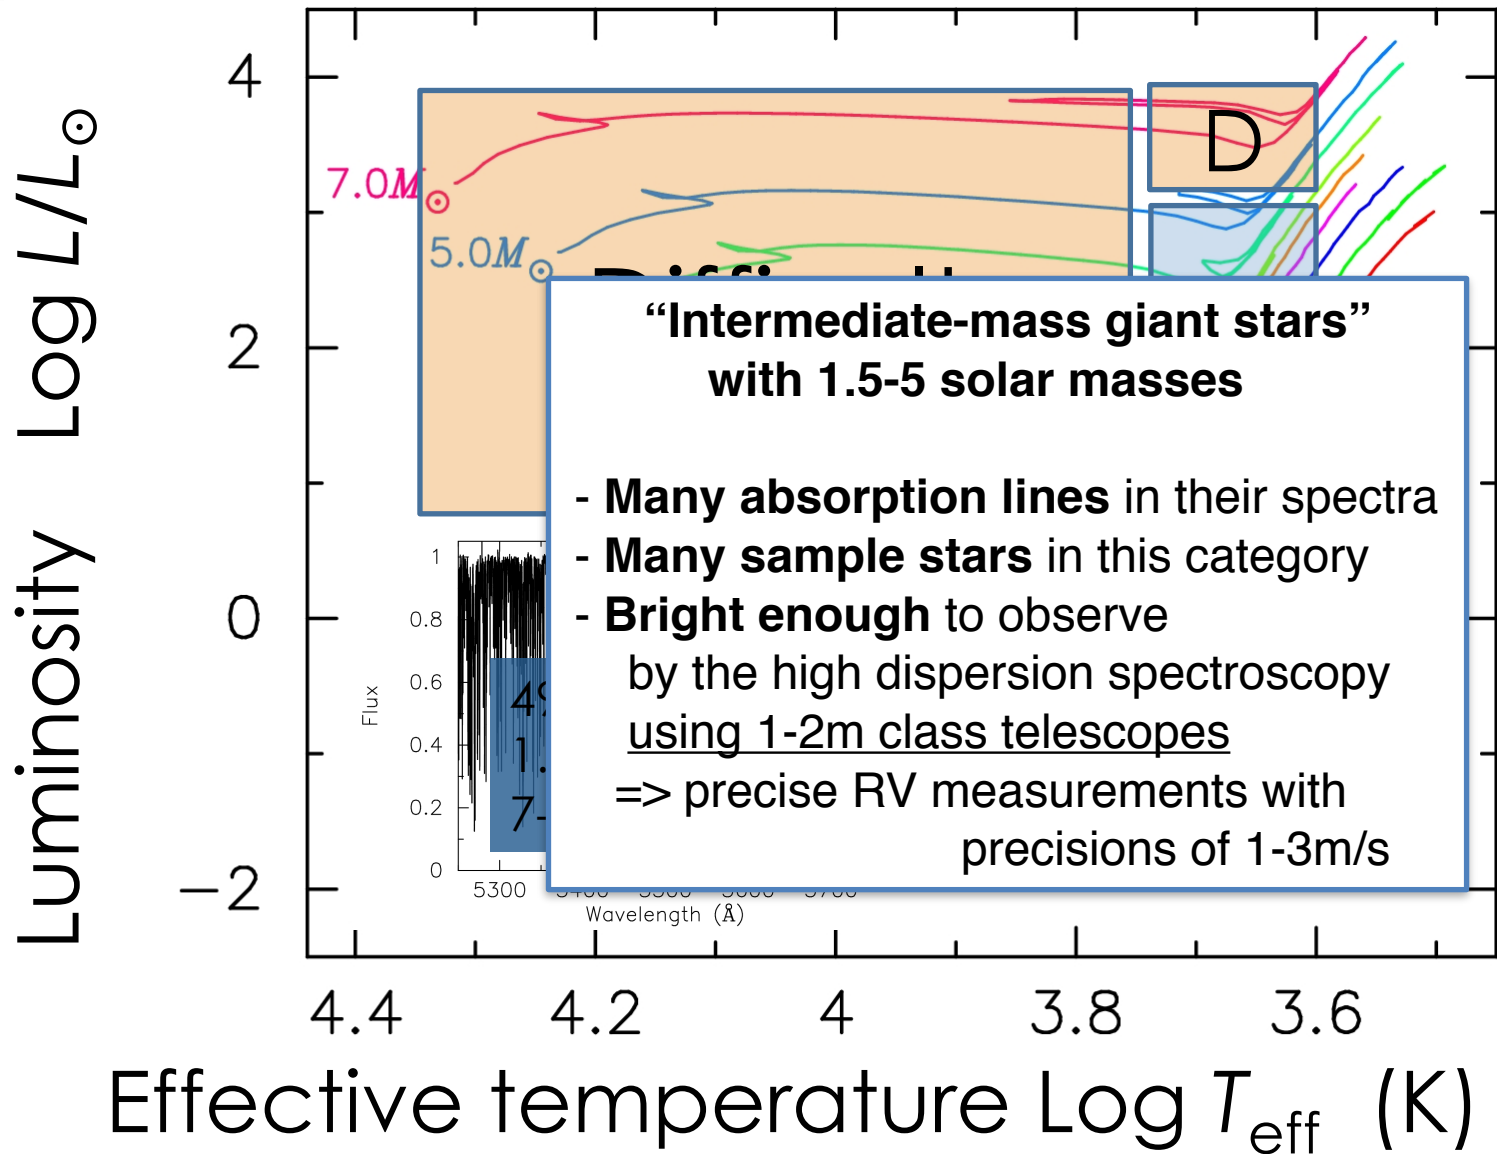 Luminosity Log L/L☉
4
2
0
−2
7.0M☉
5.0M☉
D
“Intermediate-mass giant stars”
with 1.5-5 solar masses
- Many absorption lines in their spectra
- Many sample stars in this category
- Bright enough to observe
by the high dispersion spectroscopy
using 1-2m class telescopes
=> precise RV measurements with
precisions of 1-3m/s
Flux
1
0.8
0.6
0.4
0.2
0
5300
Wavelength (Å)
4.4 4.2 4 3.8 3.6
Effective temperature Log Teff (K)